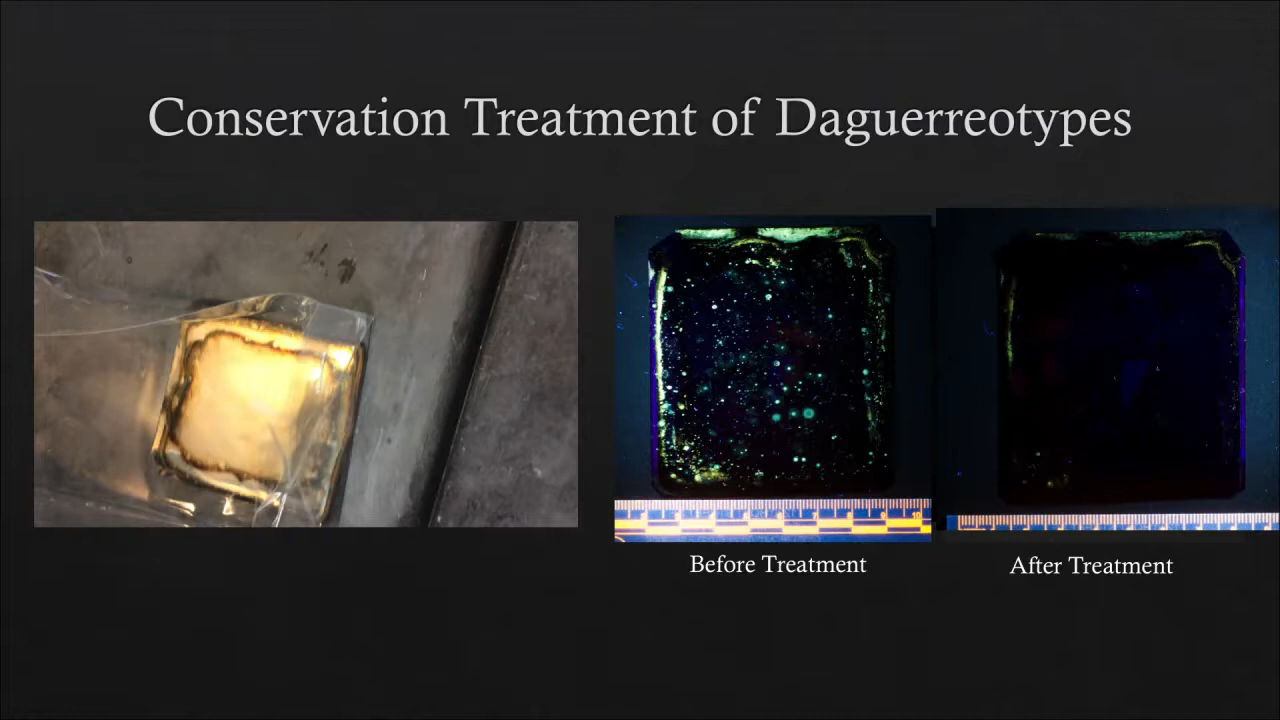 Conservation Treatment of Daguerreotypes
Before Treatment
After Treatment